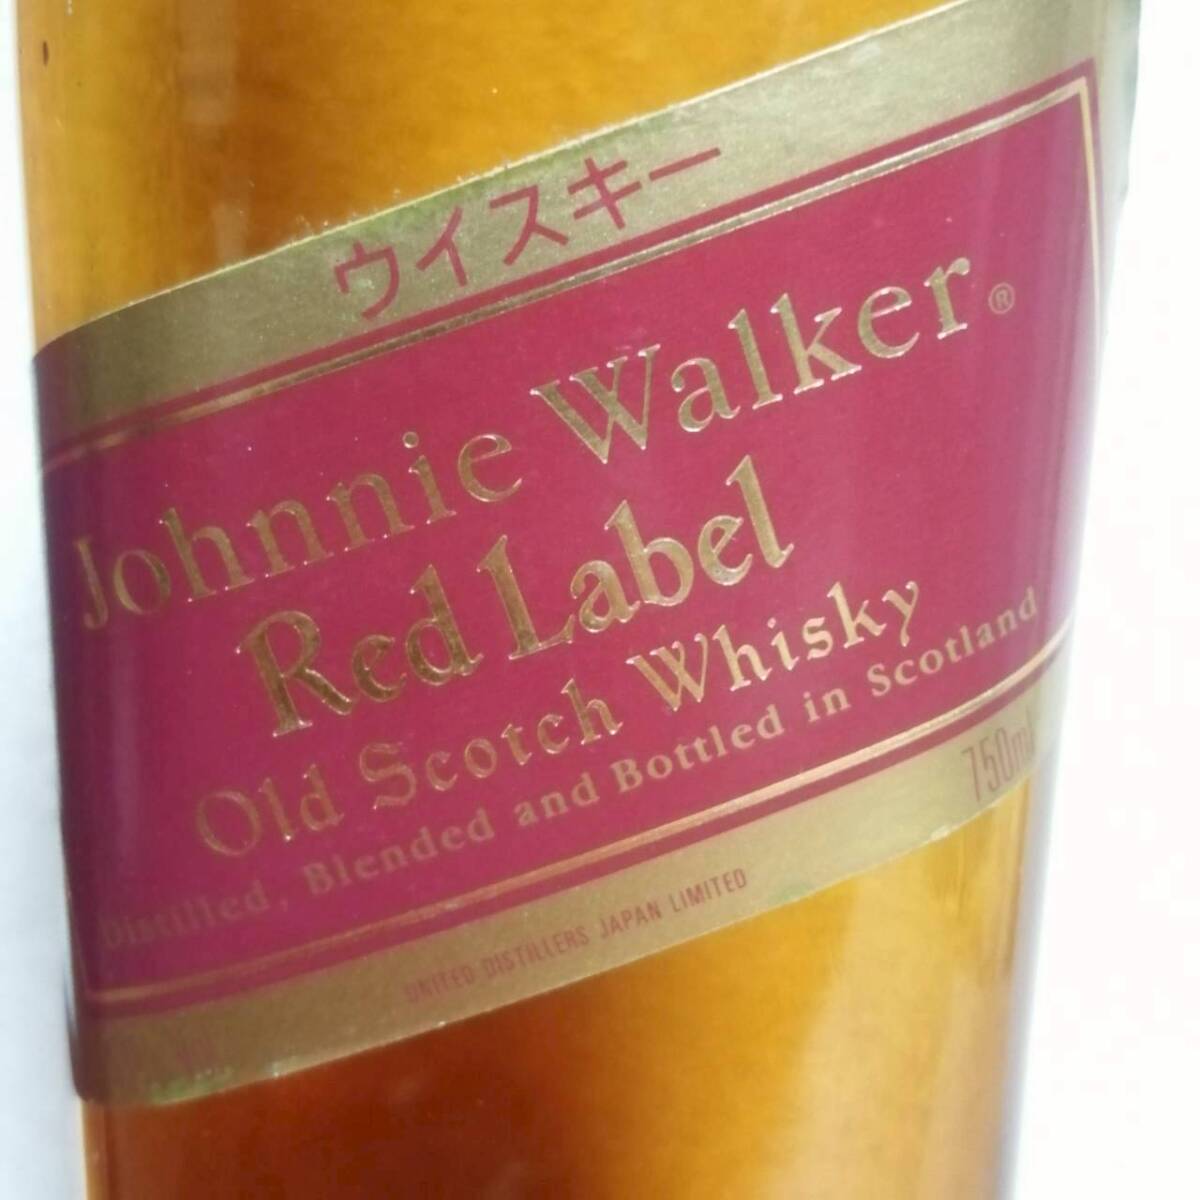 ウイスキー
Johnnie Walker®
Red Label
Old Scotch Whisky
Distilled, Blended and Bottled in Scotland
750ml
UNITED DISTILLERS JAPAN LIMITED